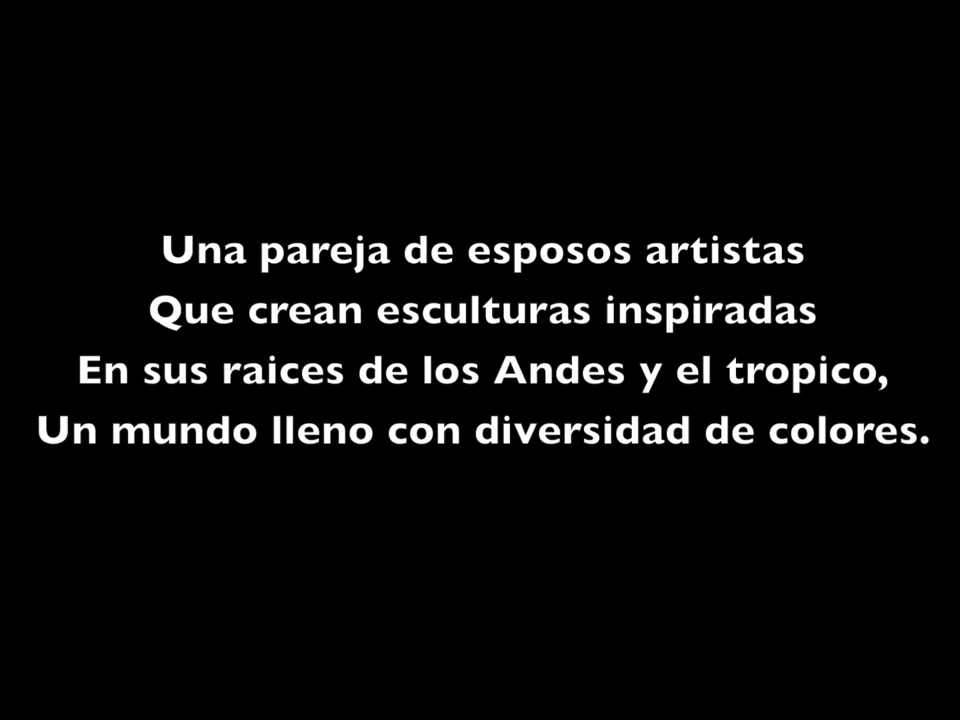 Una pareja de esposos artistas
Que crean esculturas inspiradas
En sus raices de los Andes y el tropico,
Un mundo lleno con diversidad de colores.